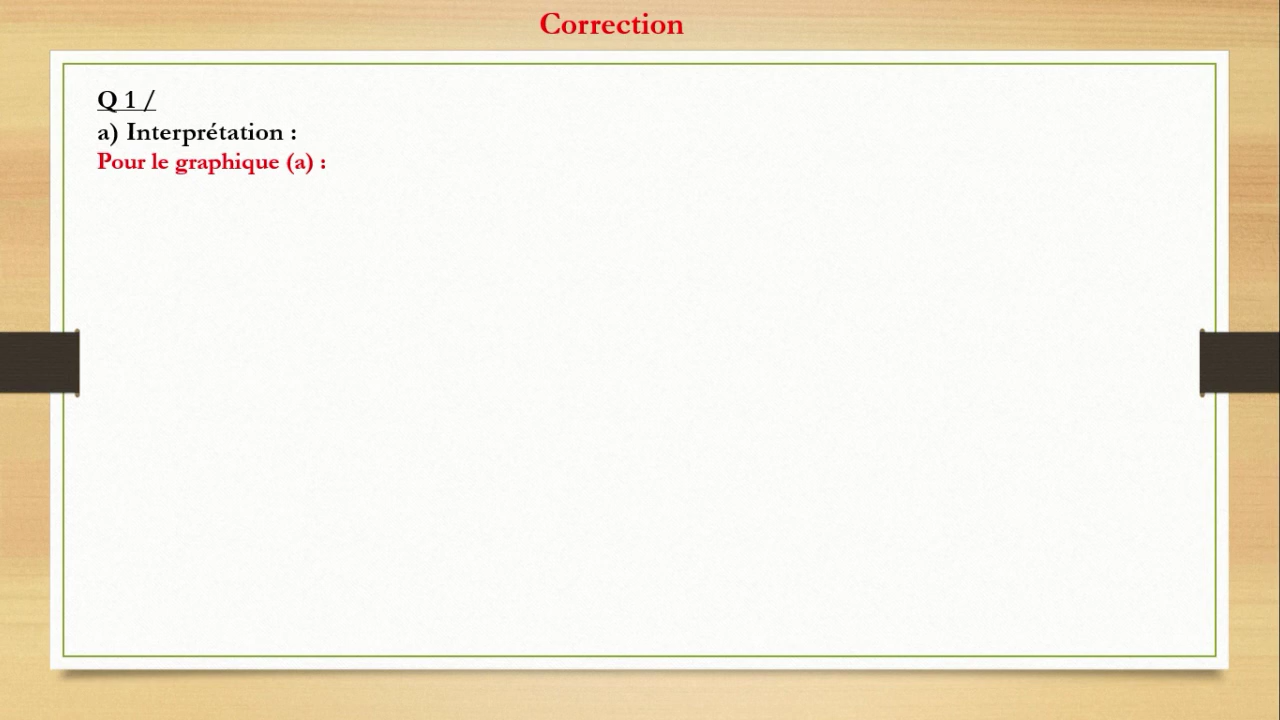 Correction
Q 1 /
a) Interprétation :
Pour le graphique (a) :